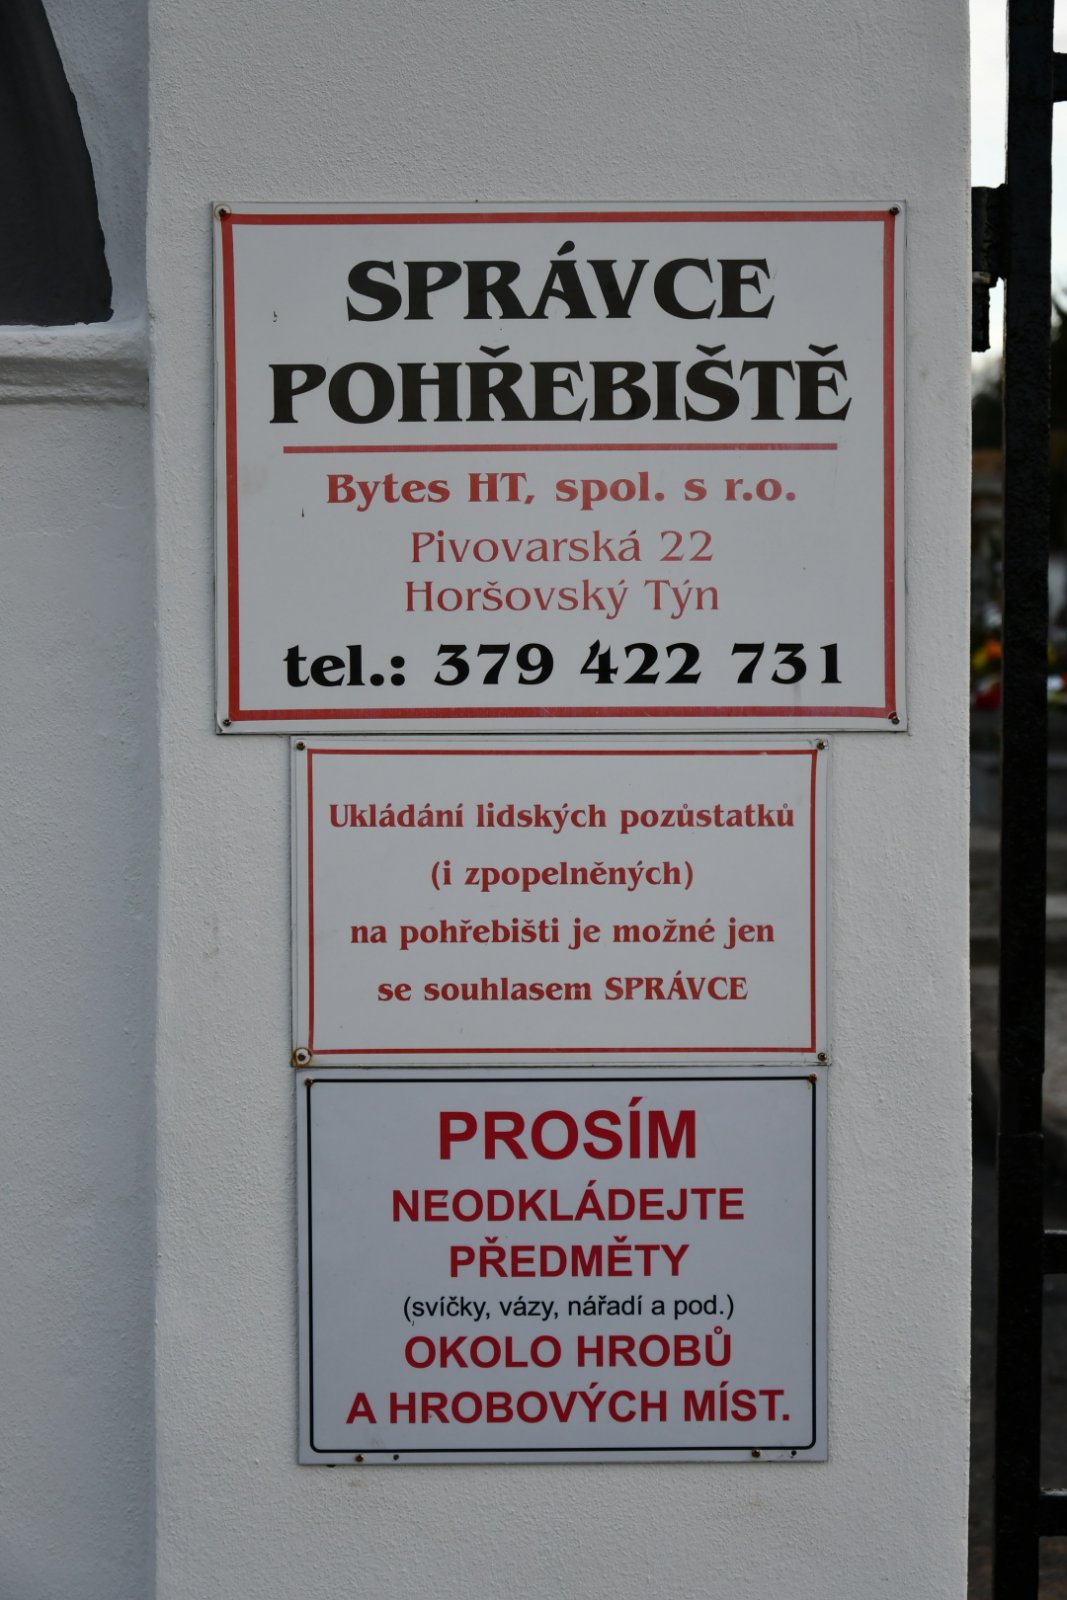 SPRÁVCE
POHŘEBIŠTĚ
Bytes HT, spol. s r.o.
Pivovarská 22
Horšovský Týn
tel.: 379 422 731
Ukládání lidských pozůstatků
(i zpopelněných)
na pohřebišti je možné jen
se souhlasem SPRÁVCE
PROSÍM
NEODKLÁDEJTE
PŘEDMĚTY
(svíčky, vázy, nářadí a pod.)
OKOLO HROBŮ
A HROBOVÝCH MÍST.